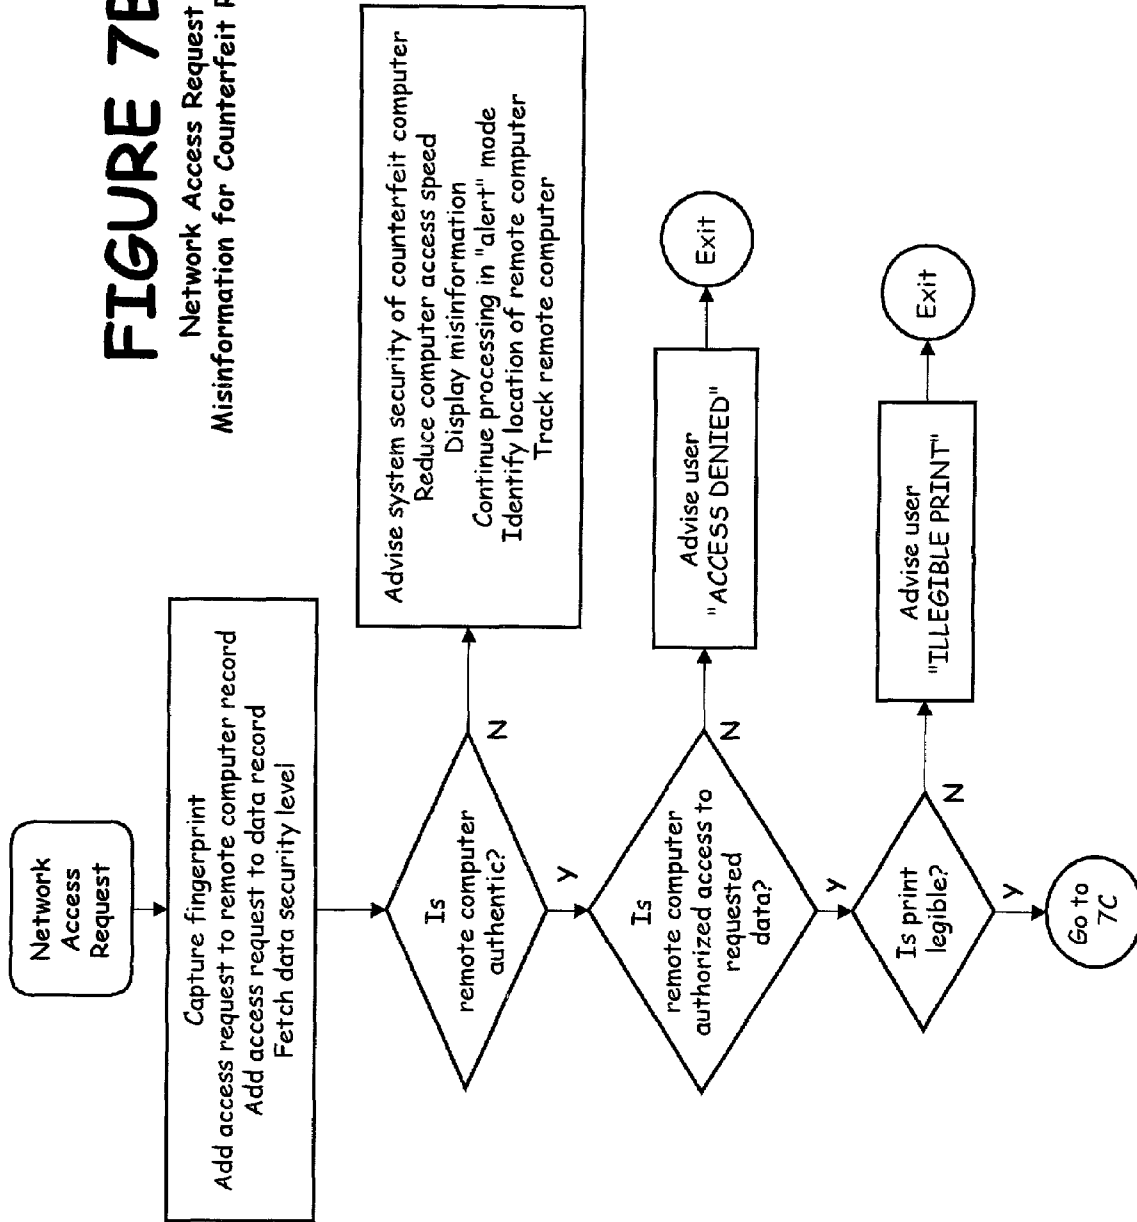 FIGURE 7B
Network Access Request
Misinformation for Counterfeit
Network
Access
Request
Capture fingerprint
Add access request to remote computer record
Add access request to data record
Fetch data security level
Is
remote computer
authentic?
N
Y
Advise system security of counterfeit computer
Reduce computer access speed
Display misinformation
Continue processing in "alert" mode
Identify location of remote computer
Track remote computer
Is
remote computer
authorized access to
requested
data?
N
Y
Advise user
"ACCESS DENIED"
Exit
Is print
legible?
N
Y
Advise user
"ILLEGIBLE PRINT"
Exit
Go to
7C